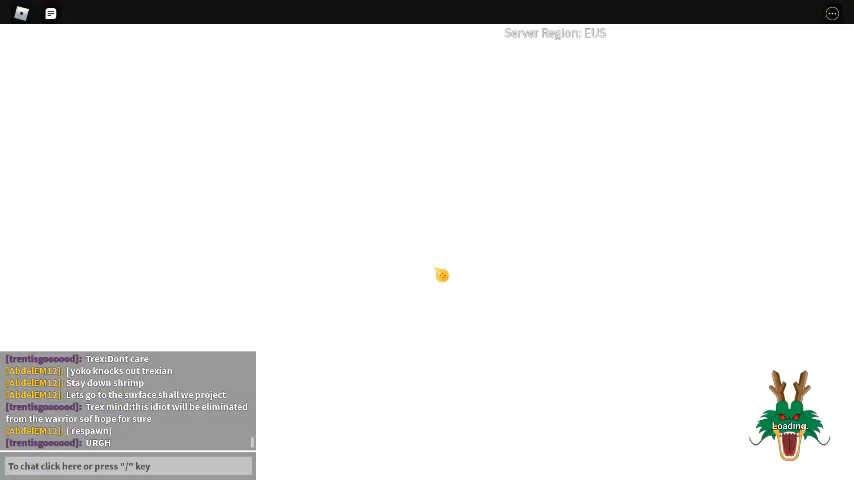 Server Region: EUS
[trentisgoooood]: Trex:Dont care
[AbdelEM12]: | yoko knocks out trexian
[AbdelEM12]: Stay down shrimp
[AbdelEM12]: Lets go to the surface shall we project
[trentisgoooood]: Trex mind:this idiot will be eliminated
from the warrior sof hope for sure
[AbdelEM12]: ( respawn)
[trentisgoooood]: URGH
To chat click here or press "/" key
Loading.